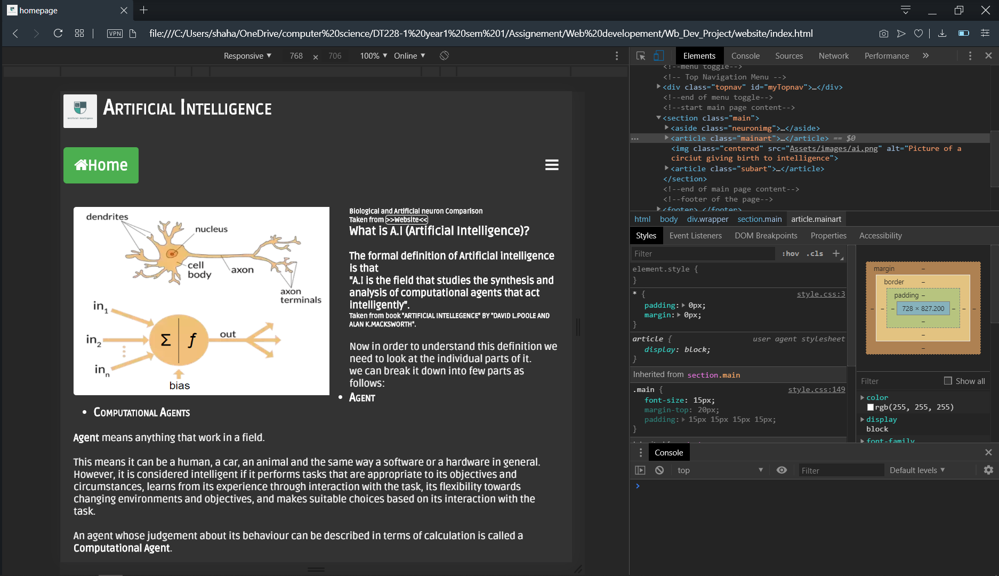 homepage
VPN
file:///C:/Users/shaha/OneDrive/computer%20science/DT228-1%20year1%20sem%201/Assignement/Web%20developement/Wb_Dev_Project/website/index.html
Responsive ▼ 768 x 706 100% ▼ Online ▼
Artificial Intelligence
Home
dendrites
nucleus
cell body
axon
axon terminals
in1
in2
inn
Σ f
out
bias
Biological and Artificial neuron Comparison
Taken from >>Website<<
What is A.I (Artificial Intelligence)?
The formal definition of Artificial intelligence
is that
"A.I is the field that studies the synthesis and
analysis of computational agents that act
intelligently".
Taken from book "ARTIFICIAL INTELLEGENCE" BY "DAVID L.POOLE AND
ALAN K.MACKSWORTH".
Now in order to understand this definition we
need to look at the individual parts of it.
we can break it down into few parts as
follows:
• Agent
• Computational Agents
Agent means anything that work in a field.
This means it can be a human, a car, an animal and the same way a software or a hardware in general.
However, it is considered intelligent if it performs tasks that are appropriate to its objectives and
circumstances, learns from its experience through interaction with the task, its flexibility towards
changing environments and objectives, and makes suitable choices based on its interaction with the
task.
An agent whose judgement about its behaviour can be described in terms of calculation is called a
Computational Agent.
Elements Console Sources Network Performance »
<!--menu toggle-->
<!-- Top Navigation Menu -->
<div class="topnav" id="myTopnav">…</div>
<!--end of menu toggle-->
<!--start main page content-->
<section class="main">
<aside class="neuronimg">…</aside>
<article class="mainart">…</article> == $0
<img class="centered" src="Assets/images/ai.png" alt="Picture of a
circiut giving birth to intelligence">
<article class="subart">…</article>
</section>
<!--end of main page content-->
<!--footer of the page-->
<footer>…</footer>
html body div.wrapper section.main article.mainart
Styles Event Listeners DOM Breakpoints Properties Accessibility
Filter :hov .cls +
element.style {
}
* { style.css:3
padding: 0px;
margin: 0px;
}
article { user agent stylesheet
display: block;
}
Inherited from section.main
.main { style.css:149
font-size: 15px;
margin-top: 20px;
padding: 15px 15px 15px 15px;
}
margin –
border –
padding –
728 × 827.200
Filter Show all
color
rgb(255, 255, 255)
display
block
font-family
Console
top ▼ Filter Default levels ▼